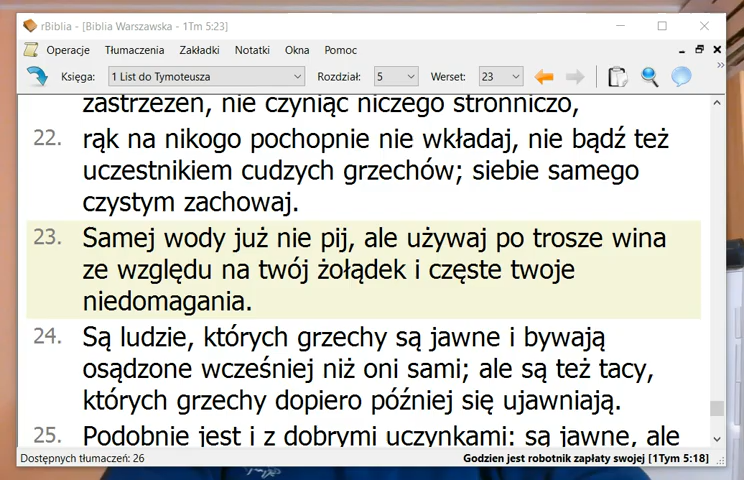 rBiblia - [Biblia Warszawska - 1Tm 5:23]
Operacje Tłumaczenia Zakładki Notatki Okna Pomoc
Księga: 1 List do Tymoteusza Rozdział: 5 Werset: 23
zastrzeżeń, nie czyniąc niczego stronniczo,
22. rąk na nikogo pochopnie nie wkładaj, nie bądź też
uczestnikiem cudzych grzechów; siebie samego
czystym zachowaj.
23. Samej wody już nie pij, ale używaj po trosze wina
ze względu na twój żołądek i częste twoje
niedomagania.
24. Są ludzie, których grzechy są jawne i bywają
osądzone wcześniej niż oni sami; ale są też tacy,
których grzechy dopiero później się ujawniają.
25. Podobnie jest i z dobrymi uczynkami: są jawne, ale
Dostępnych tłumaczeń: 26 Godzien jest robotnik zapłaty swojej [1Tym 5:18]